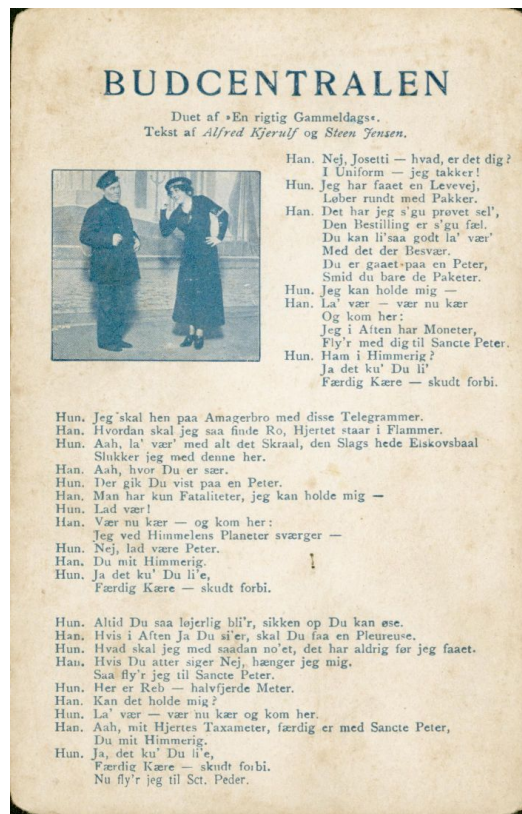 BUDCENTRALEN
Duet af »En rigtig Gammeldags«.
Tekst af Alfred Kjerulf og Steen Jensen.
Han. Nej, Josetti — hvad, er det dig?
I Uniform — jeg takker!
Hun. Jeg har faaet en Levevej,
Løber rundt med Pakker.
Han. Det har jeg s'gu prøvet sel',
Den Bestilling er s'gu fæl.
Du kan li'saa godt la' vær'
Med det der Besvær.
Du er gaaet paa en Peter,
Smid du bare de Paketer.
Hun. Jeg kan holde mig —
Han. La' vær — vær nu kær
Og kom her:
Jeg i Aften har Moneter,
Fly'r med dig til Sancte Peter.
Hun. Ham i Himmerig?
Ja det ku' Du li'
Færdig Kære — skudt forbi.
Hun. Jeg skal hen paa Amagerbro med disse Telegrammer.
Han. Hvordan skal jeg saa finde Ro, Hjertet staar i Flammer.
Hun. Aah, la' vær' med alt det Skraal, den Slags hede Elskovsbaal
Slukker jeg med denne her.
Han. Aah, hvor Du er sær.
Hun. Der gik Du vist paa en Peter.
Han. Man har kun Fataliteter, jeg kan holde mig —
Hun. Lad vær!
Han. Vær nu kær — og kom her:
Jeg ved Himmelens Planeter sværger —
Hun. Nej, lad være Peter.
Han. Du mit Himmerig.
Hun. Ja det ku' Du li'e,
Færdig Kære — skudt forbi.
Hun. Altid Du saa løjerlig bli'r, sikken op Du kan øse.
Han. Hvis i Aften Ja Du si'er, skal Du faa en Pleureuse.
Hun. Hvad skal jeg med saadan no'et, det har aldrig før jeg faaet.
Han. Hvis Du atter siger Nej, hænger jeg mig.
Saa fly'r jeg til Sancte Peter.
Hun. Her er Reb — halvfjerde Meter.
Han. Kan det holde mig?
Hun. La' vær — vær nu kær og kom her.
Han. Aah, mit Hjertes Taxameter, færdig er med Sancte Peter,
Du mit Himmerig.
Hun. Ja, det ku' Du li'e,
Færdig Kære — skudt forbi.
Nu fly'r jeg til Sct. Peder.